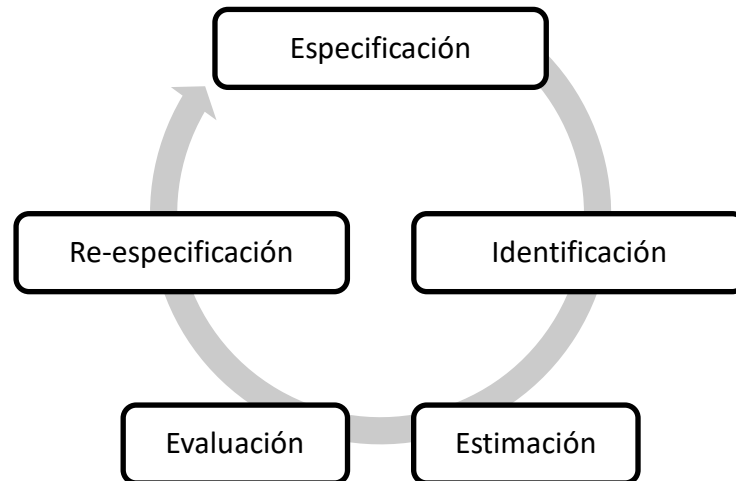 Especificación
Identificación
Estimación
Evaluación
Re-especificación